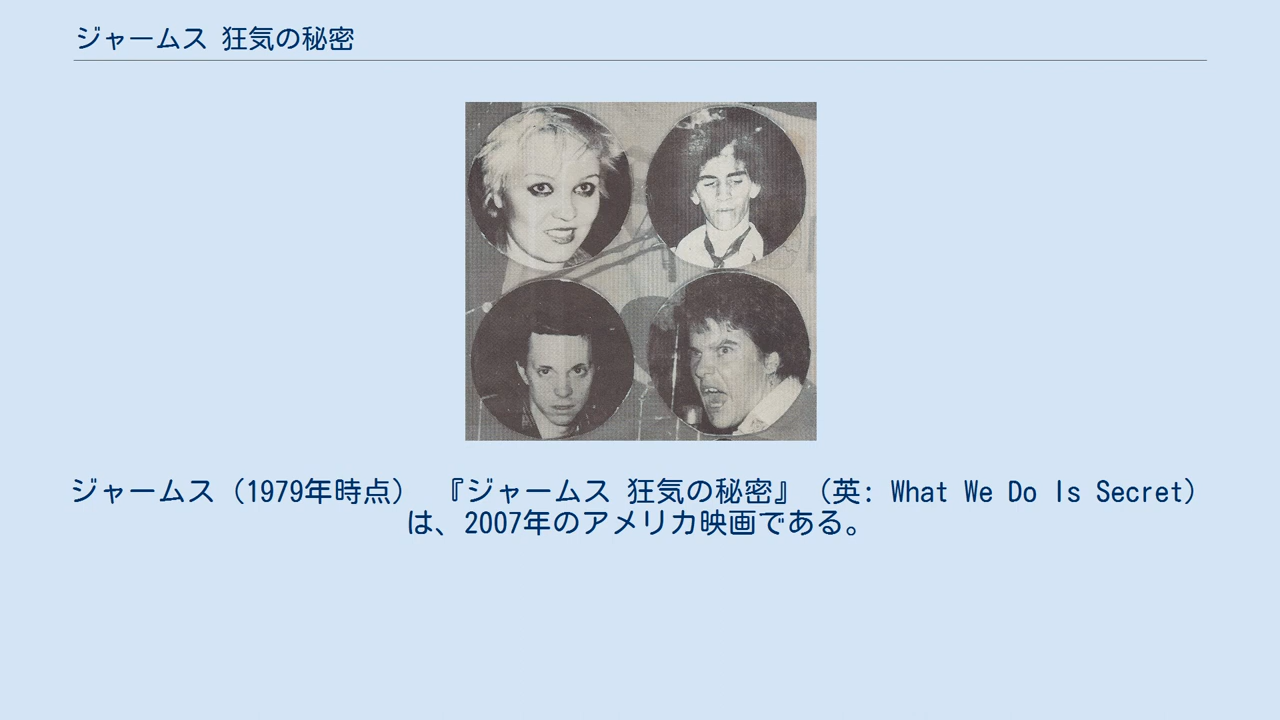 ジャームス 狂気の秘密
ジャームス（1979年時点） 『ジャームス 狂気の秘密』（英: What We Do Is Secret）
は、2007年のアメリカ映画である。